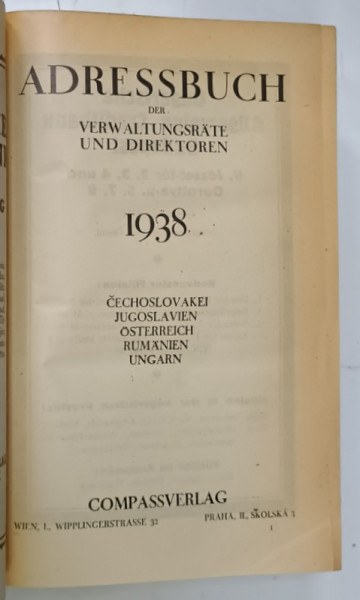 ADRESSBUCH
DER
VERWALTUNGSRÄTE
UND DIREKTOREN
1938
ČECHOSLOVAKEI
JUGOSLAVIEN
ÖSTERREICH
RUMÄNIEN
UNGARN
COMPASSVERLAG
WIEN, I., WIPPLINGERSTRASSE 32
PRAHA, II., ŠKOLSKÁ 3
1